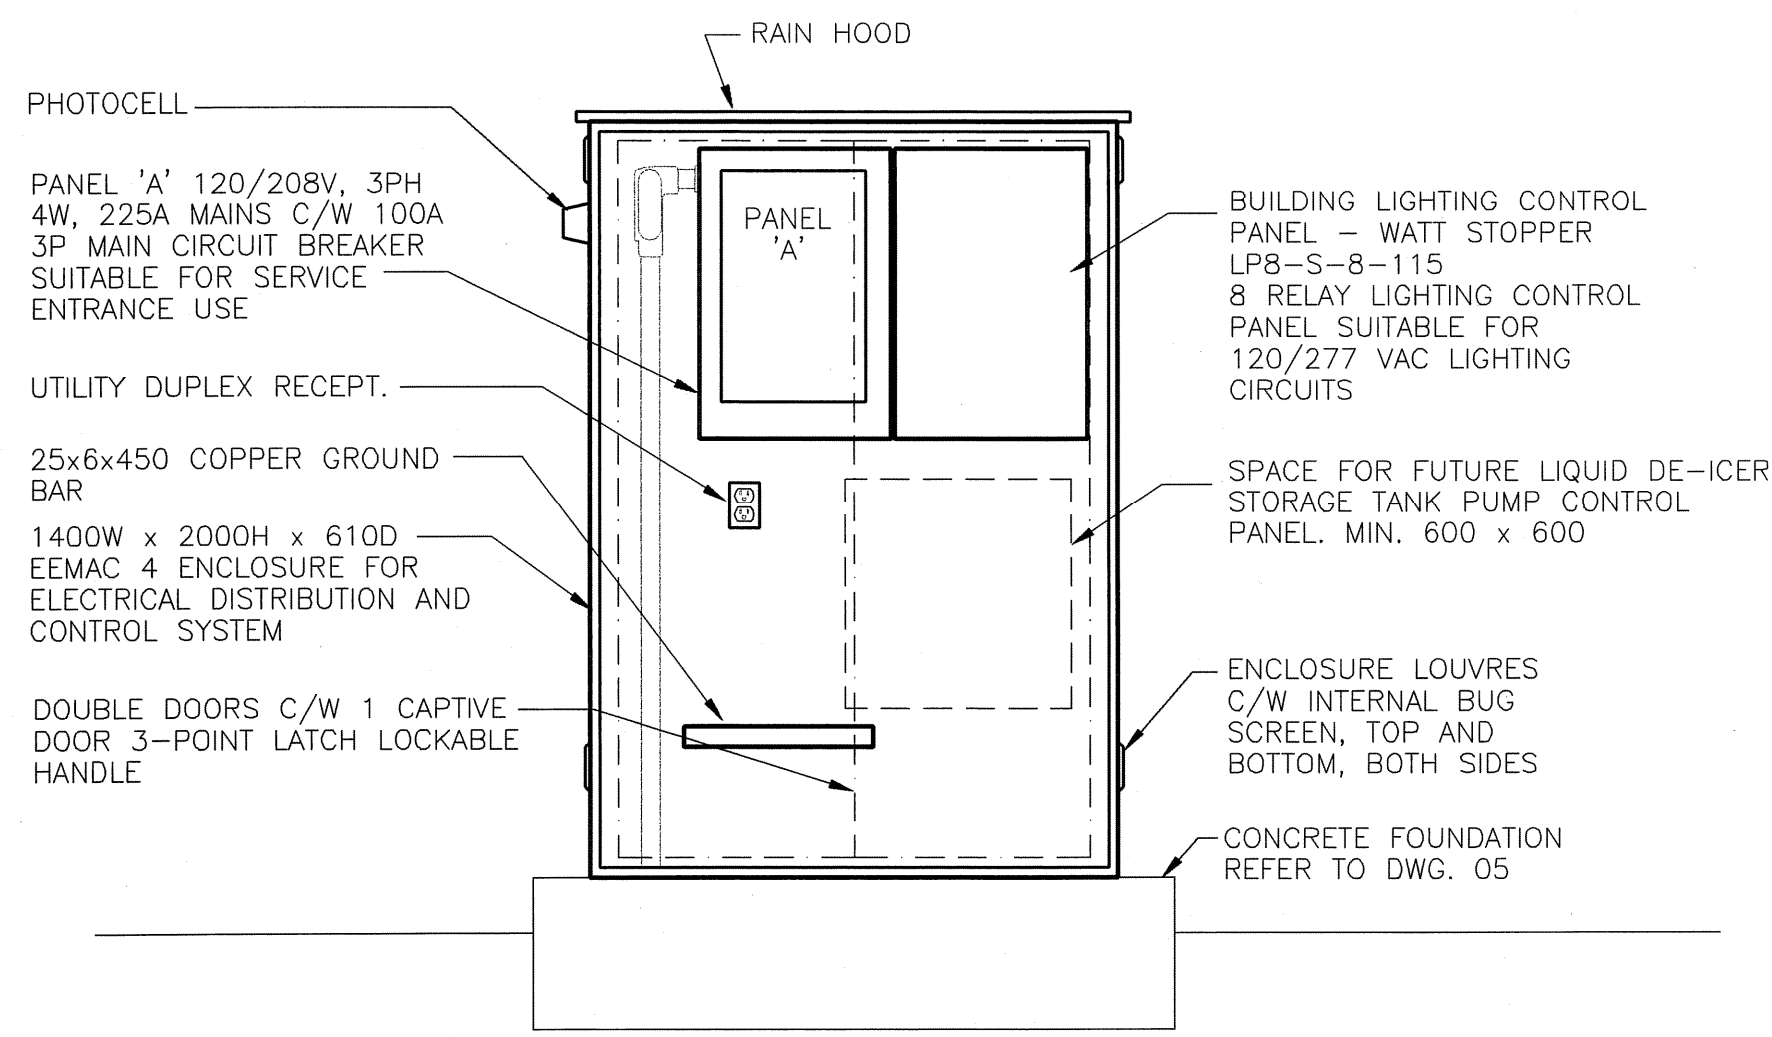 RAIN HOOD
PHOTOCELL
PANEL 'A' 120/208V, 3PH
4W, 225A MAINS C/W 100A
3P MAIN CIRCUIT BREAKER
SUITABLE FOR SERVICE
ENTRANCE USE
UTILITY DUPLEX RECEPT.
25x6x450 COPPER GROUND
BAR
1400W x 2000H x 610D
EEMAC 4 ENCLOSURE FOR
ELECTRICAL DISTRIBUTION AND
CONTROL SYSTEM
DOUBLE DOORS C/W 1 CAPTIVE
DOOR 3-POINT LATCH LOCKABLE
HANDLE
PANEL
'A'
BUILDING LIGHTING CONTROL
PANEL - WATT STOPPER
LP8-S-8-115
8 RELAY LIGHTING CONTROL
PANEL SUITABLE FOR
120/277 VAC LIGHTING
CIRCUITS
SPACE FOR FUTURE LIQUID DE-ICER
STORAGE TANK PUMP CONTROL
PANEL. MIN. 600 x 600
ENCLOSURE LOUVRES
C/W INTERNAL BUG
SCREEN, TOP AND
BOTTOM, BOTH SIDES
CONCRETE FOUNDATION
REFER TO DWG. 05